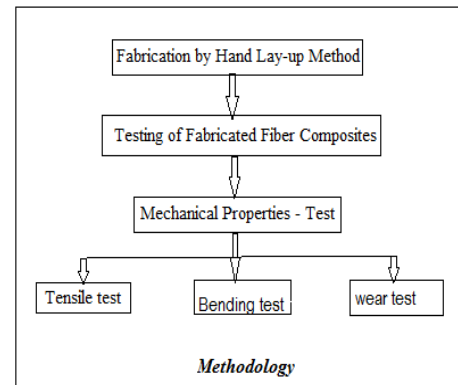 Fabrication by Hand Lay-up Method
Testing of Fabricated Fiber Composites
Mechanical Properties - Test
Tensile test
Bending test
wear test
Methodology